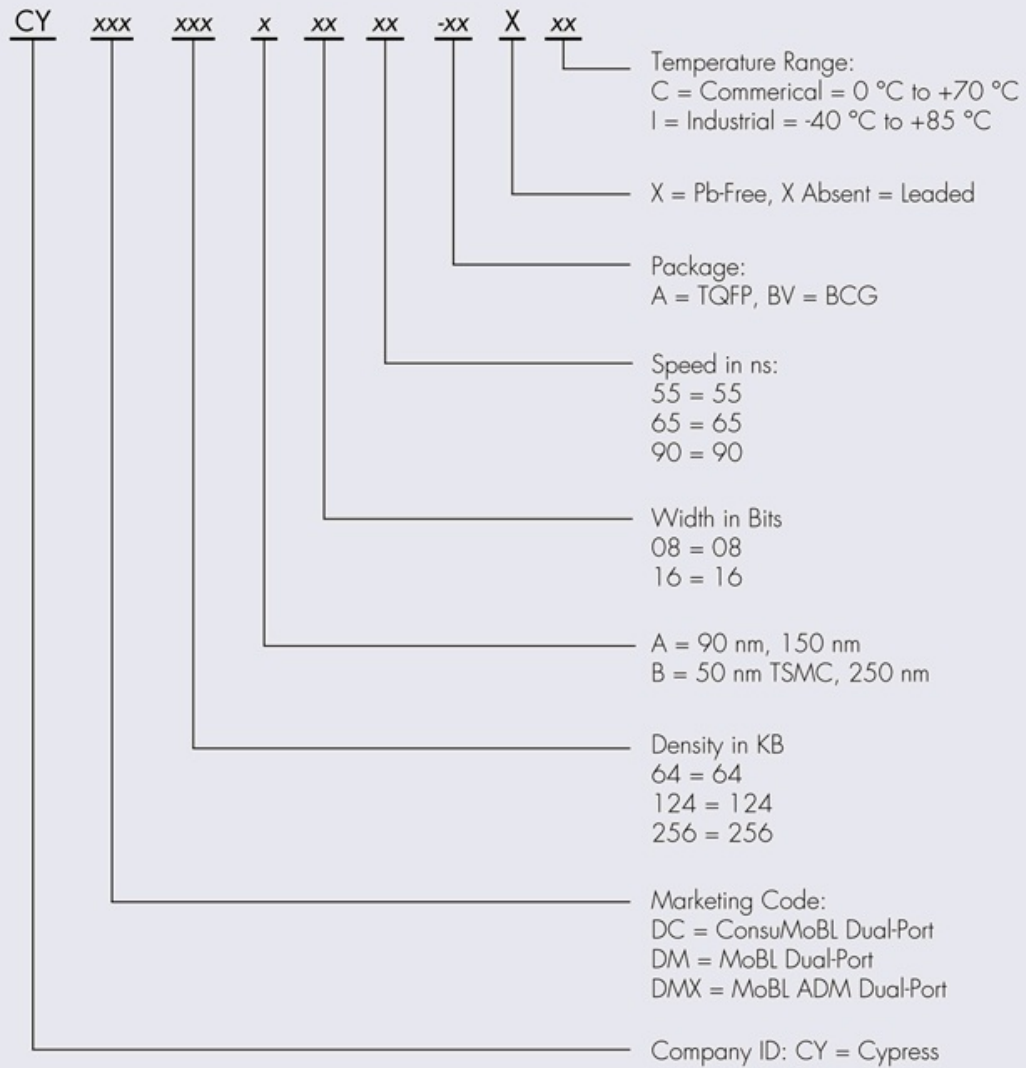 CY xxx xxx x xx xx -xx X xx
Temperature Range:
C = Commerical = 0 °C to +70 °C
I = Industrial = -40 °C to +85 °C
X = Pb-Free, X Absent = Leaded
Package:
A = TQFP, BV = BCG
Speed in ns:
55 = 55
65 = 65
90 = 90
Width in Bits
08 = 08
16 = 16
A = 90 nm, 150 nm
B = 50 nm TSMC, 250 nm
Density in KB
64 = 64
124 = 124
256 = 256
Marketing Code:
DC = ConsuMoBL Dual-Port
DM = MoBL Dual-Port
DMX = MoBL ADM Dual-Port
Company ID: CY = Cypress